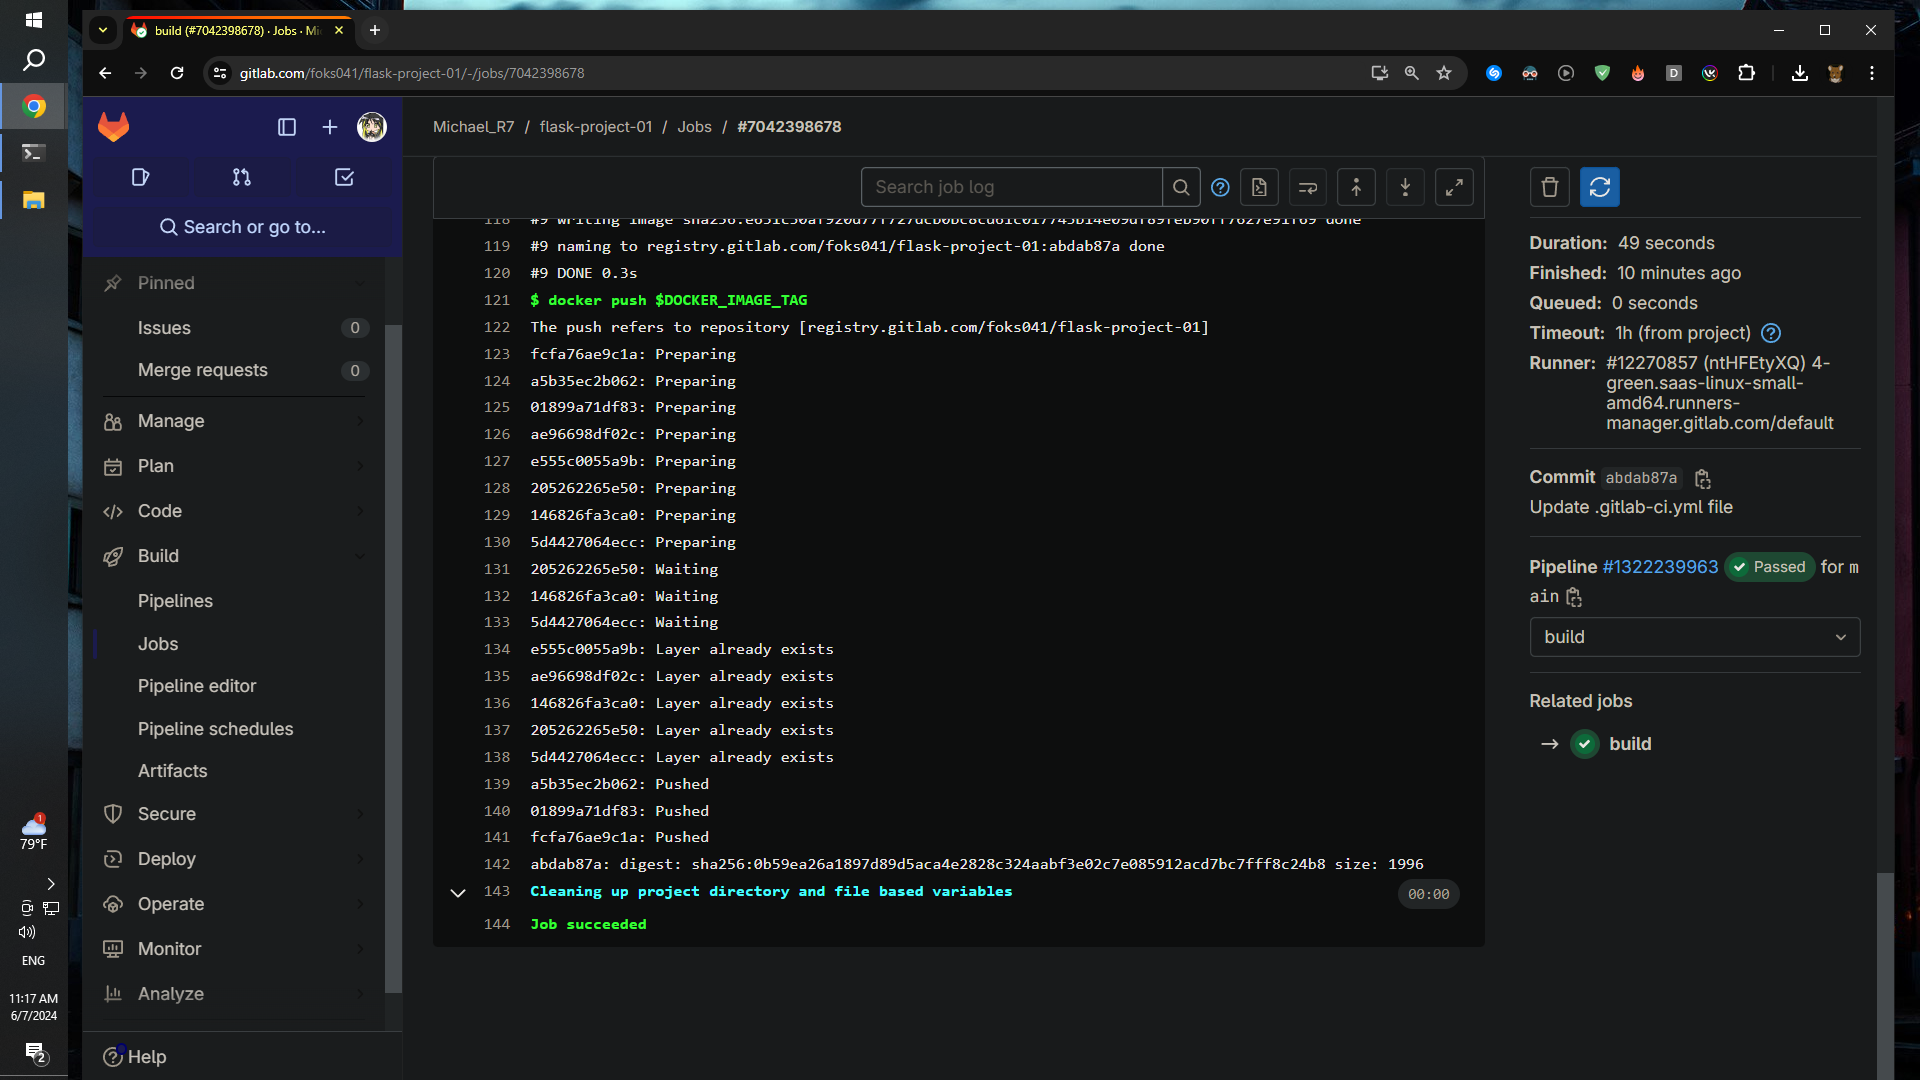 build (#7042398678) · Jobs · Mi
gitlab.com/foks041/flask-project-01/-/jobs/7042398678
Michael_R7 / flask-project-01 / Jobs / #7042398678
Search or go to...
Pinned
Issues 0
Merge requests 0
Manage
Plan
Code
Build
Pipelines
Jobs
Pipeline editor
Pipeline schedules
Artifacts
Secure
Deploy
Operate
Monitor
Analyze
Help
Search job log
118 #9 writing image done
119 #9 naming to registry.gitlab.com/foks041/flask-project-01:abdab87a done
120 #9 DONE 0.3s
121 $ docker push $DOCKER_IMAGE_TAG
122 The push refers to repository [registry.gitlab.com/foks041/flask-project-01]
123 fcfa76ae9c1a: Preparing
124 a5b35ec2b062: Preparing
125 01899a71df83: Preparing
126 ae96698df02c: Preparing
127 e555c0055a9b: Preparing
128 205262265e50: Preparing
129 146826fa3ca0: Preparing
130 5d4427064ecc: Preparing
131 205262265e50: Waiting
132 146826fa3ca0: Waiting
133 5d4427064ecc: Waiting
134 e555c0055a9b: Layer already exists
135 ae96698df02c: Layer already exists
136 146826fa3ca0: Layer already exists
137 205262265e50: Layer already exists
138 5d4427064ecc: Layer already exists
139 a5b35ec2b062: Pushed
140 01899a71df83: Pushed
141 fcfa76ae9c1a: Pushed
142 abdab87a: digest: sha256:0b59ea26a1897d89d5aca4e2828c324aabf3e02c7e085912acd7bc7fff8c24b8 size: 1996
143 Cleaning up project directory and file based variables 00:00
144 Job succeeded
Duration: 49 seconds
Finished: 10 minutes ago
Queued: 0 seconds
Timeout: 1h (from project)
Runner: #12270857 (ntHFEtyXQ) 4-
green.saas-linux-small-
amd64.runners-
manager.gitlab.com/default
Commit abdab87a
Update .gitlab-ci.yml file
Pipeline #1322239963 Passed for m
ain
build
Related jobs
build
1
79°F
ENG
11:17 AM
6/7/2024
2